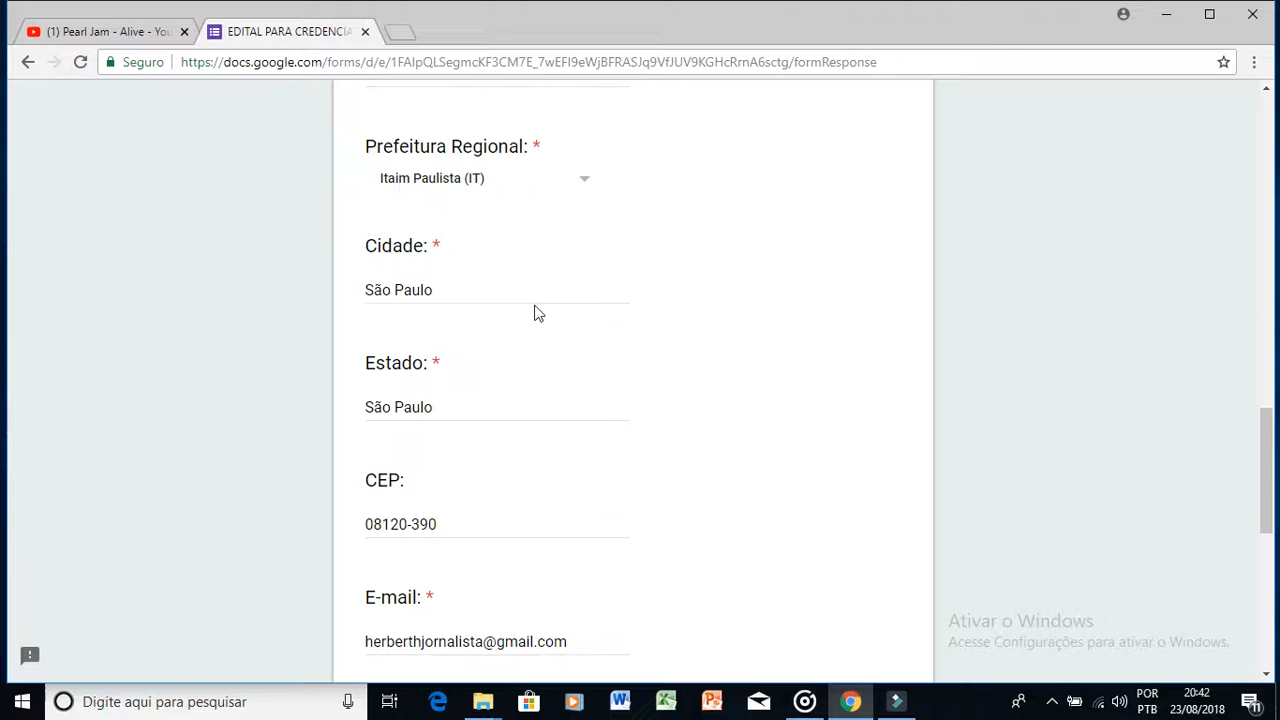 (1) Pearl Jam - Alive - You
EDITAL PARA CREDENCIA
Seguro
https://docs.google.com/forms/d/e/1FAIpQLSegmcKF3CM7E_7wEFI9eWjBFRASJq9VfJUV9KGHcRrnA6sctg/formResponse
Prefeitura Regional: *
Itaim Paulista (IT)
Cidade: *
São Paulo
Estado: *
São Paulo
CEP:
08120-390
E-mail: *
herberthjornalista@gmail.com
Ativar o Windows
Acesse Configurações para ativar o Windows.
Digite aqui para pesquisar
POR
PTB
20:42
23/08/2018
11